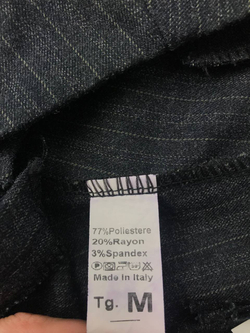 77%Poliestere
20%Rayon
3%Spandex
Made in Italy
Tg. M